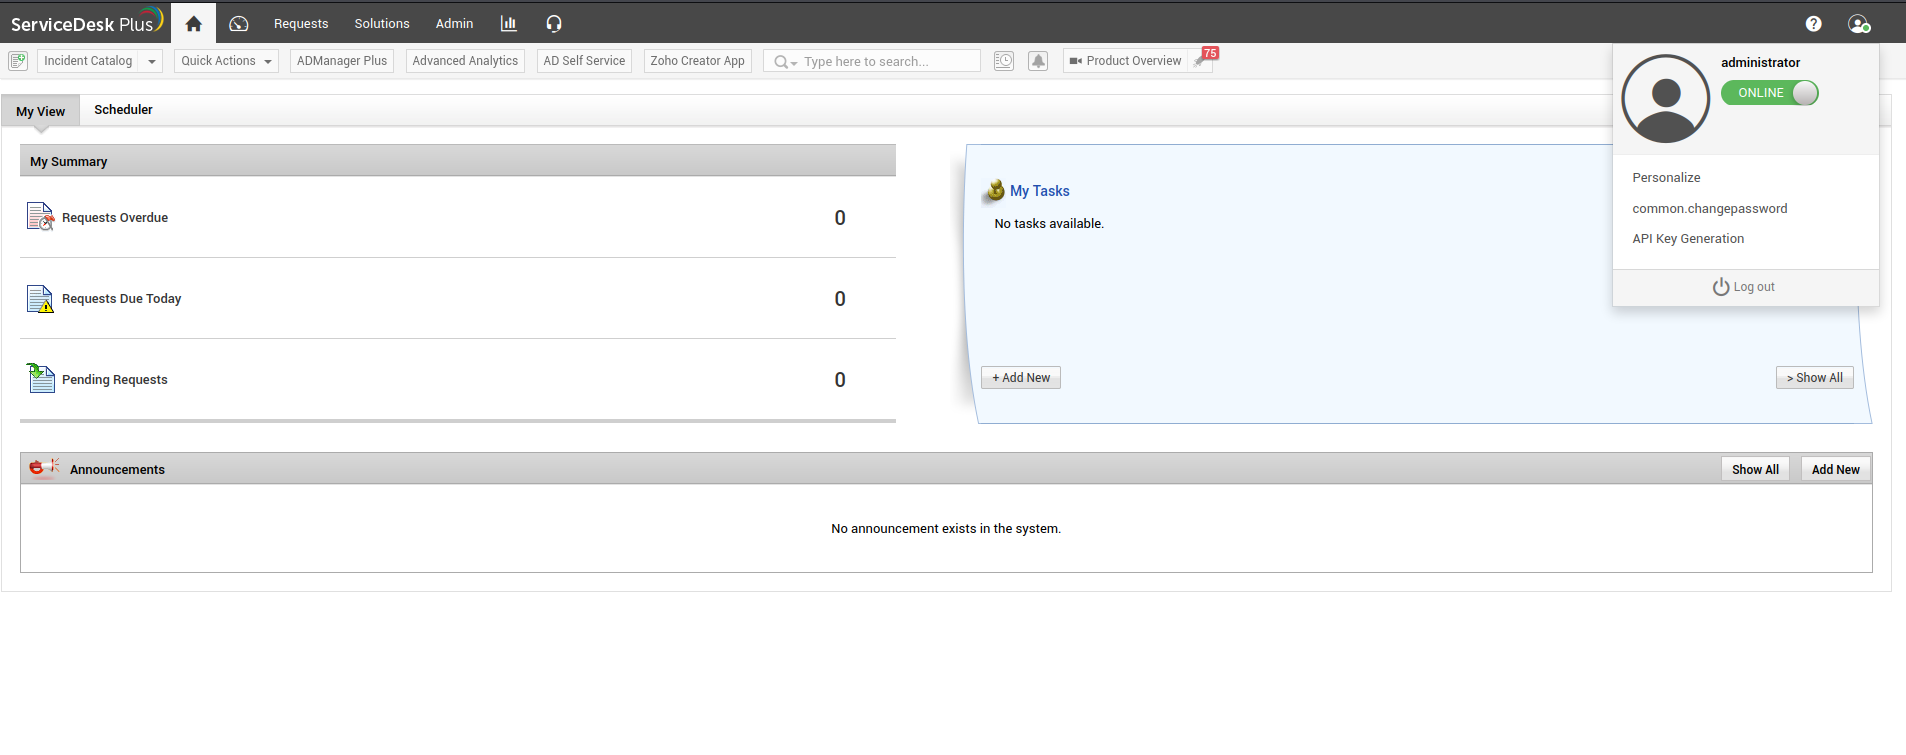 ServiceDesk Plus
Requests
Solutions
Admin
Incident Catalog
Quick Actions
ADManager Plus
Advanced Analytics
AD Self Service
Zoho Creator App
Type here to search...
Product Overview
75
administrator
ONLINE
Personalize
common.changepassword
API Key Generation
Log out
My View
Scheduler
My Summary
Requests Overdue 0
Requests Due Today 0
Pending Requests 0
My Tasks
No tasks available.
+ Add New
> Show All
Announcements
Show All
Add New
No announcement exists in the system.